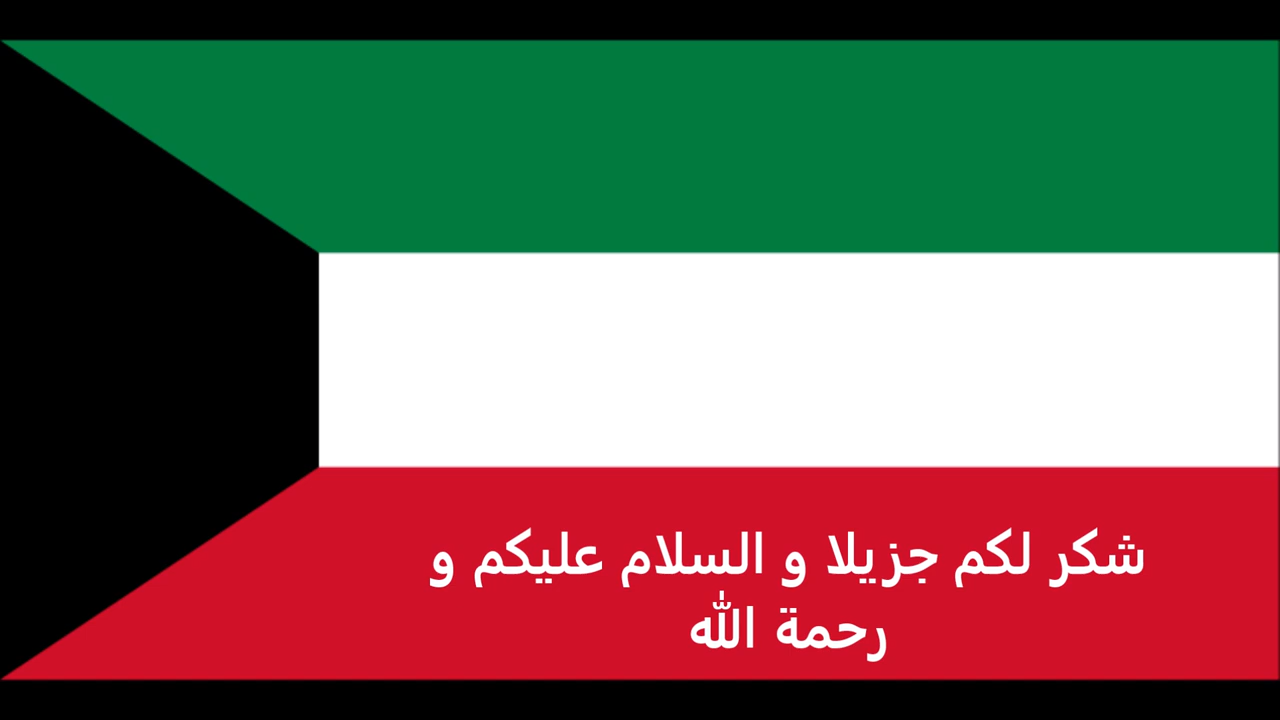 شكر لكم جزيلا و السلام عليكم و
رحمة الله